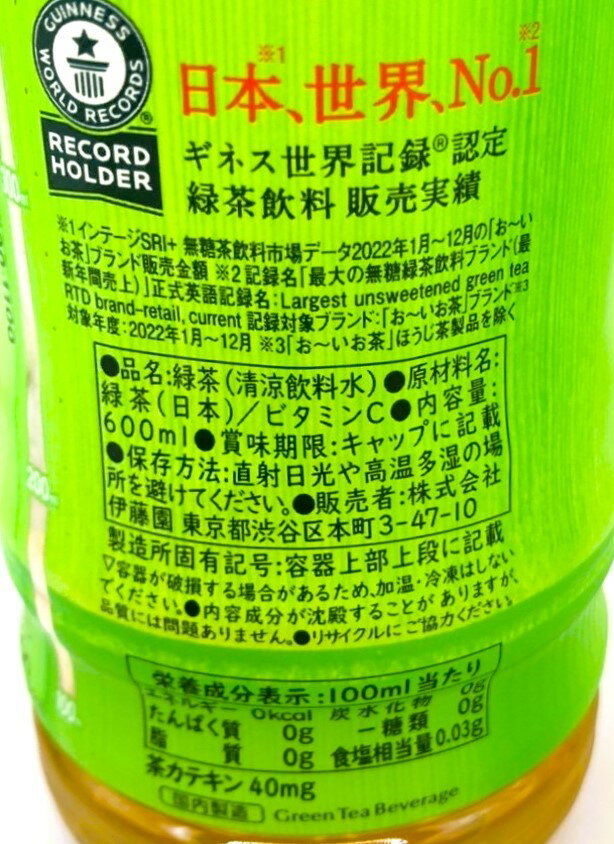 GUINNESS
WORLD RECORDS
®
RECORD
HOLDER
日本※1、世界、No.1※2
ギネス世界記録®認定
緑茶飲料 販売実績
※1インテージSRI+ 無糖茶飲料市場データ2022年1月～12月の「お～い
お茶」ブランド販売金額 ※2記録名「最大の無糖緑茶飲料ブランド(最
新年間売上)」正式英語記録名:Largest unsweetened green tea
RTD brand-retail, current 記録対象ブランド:「お～いお茶」ブランド※3
対象年度:2022年1月～12月 ※3「お～いお茶」ほうじ茶製品を除く
●品名:緑茶(清涼飲料水)●原材料名:
緑茶(日本)/ビタミンC●内容量:
600ml●賞味期限:キャップに記載
●保存方法:直射日光や高温多湿の場
所を避けてください。●販売者:株式会社
伊藤園 東京都渋谷区本町3-47-10
製造所固有記号:容器上部上段に記載
▽容器が破損する場合があるため、加温・冷凍はしない
でください。●内容成分が沈殿することがありますが、
品質には問題ありません。●リサイクルにご協力ください。
栄養成分表示:100ml当たり
エネルギー 0kcal 炭水化物 0g
たんぱく質 0g －糖類 0g
脂質 0g 食塩相当量 0.03g
茶カテキン 40mg
国内製造 Green Tea Beverage
200